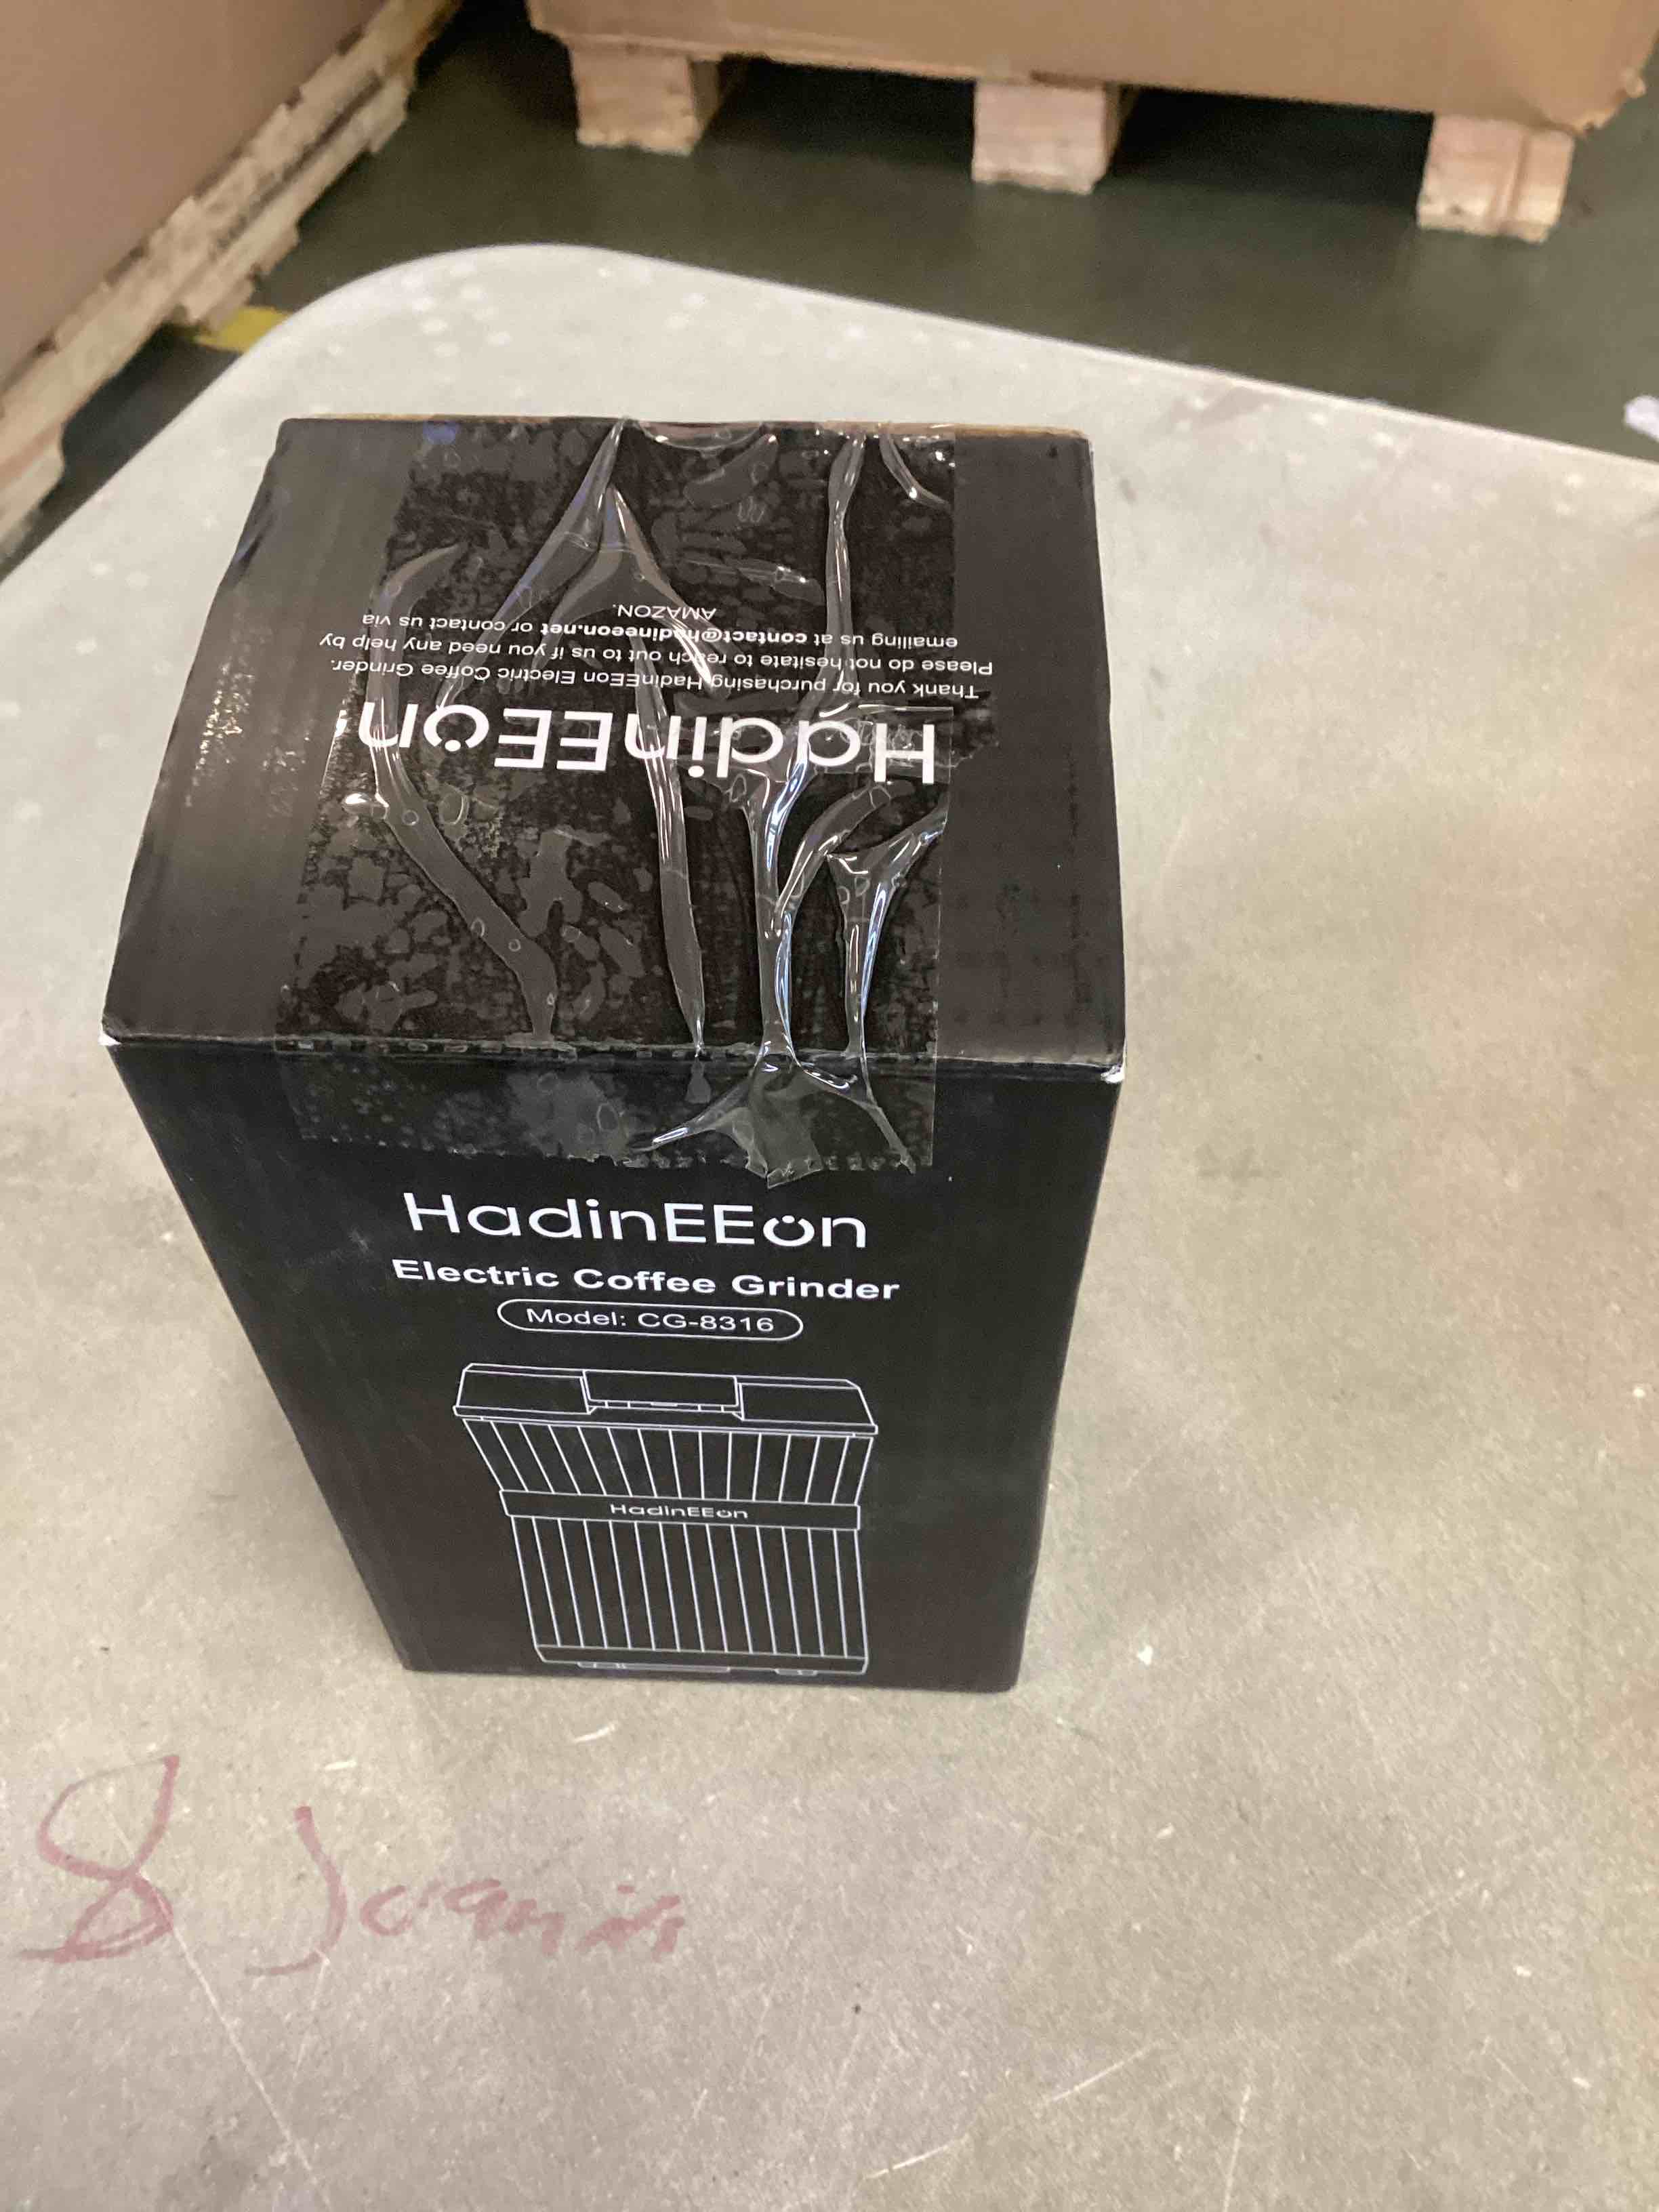 HadinEEon
Thank you for purchasing HadinEEon Electric Coffee Grinder.
Please do not hesitate to reach out to us if you need any help by
emailing us at contact@hadineeon.net or contact us via
AMAZON.
HadinEEon
Electric Coffee Grinder
Model: CG-8316
HadinEEon
8